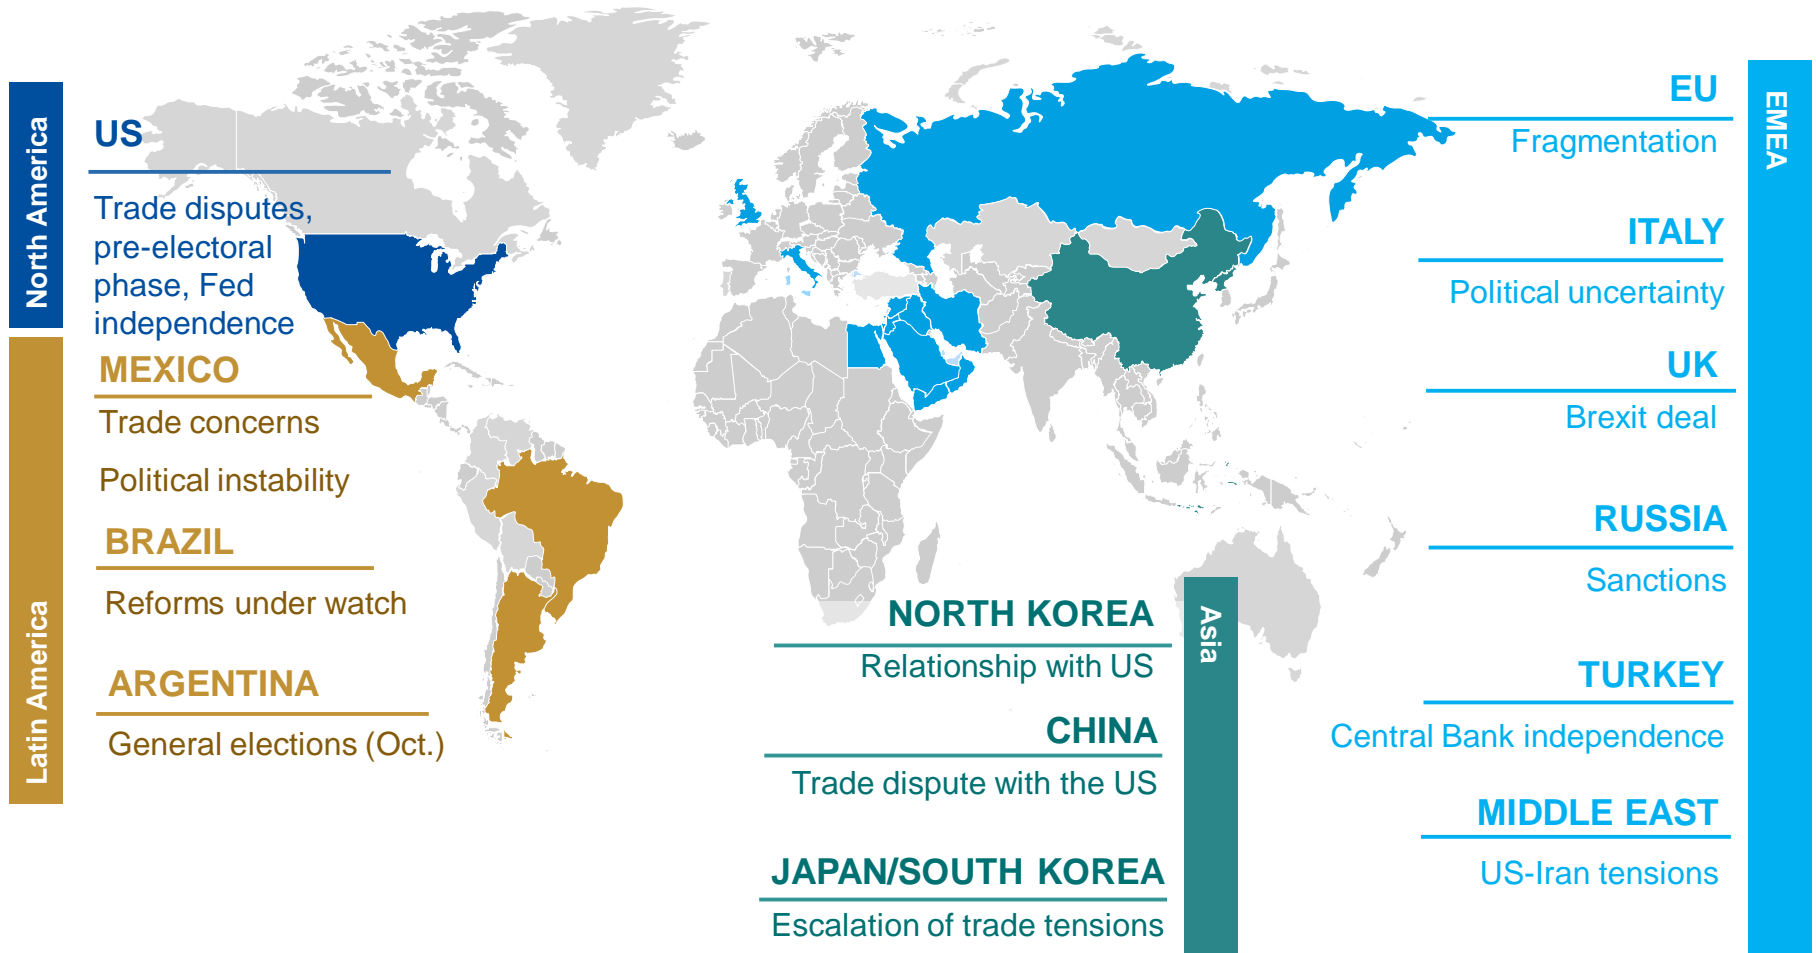 North America
US
Trade disputes,
pre-electoral
phase, Fed
independence
Latin America
MEXICO
Trade concerns
Political instability
BRAZIL
Reforms under watch
ARGENTINA
General elections (Oct.)
Asia
NORTH KOREA
Relationship with US
CHINA
Trade dispute with the US
JAPAN/SOUTH KOREA
Escalation of trade tensions
EMEA
EU
Fragmentation
ITALY
Political uncertainty
UK
Brexit deal
RUSSIA
Sanctions
TURKEY
Central Bank independence
MIDDLE EAST
US-Iran tensions